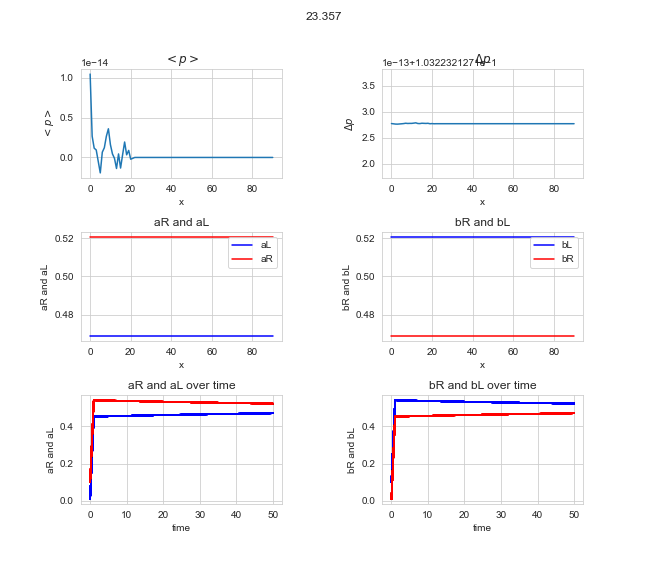 23.357
< p >
Δp
1e−14
1e−13+1.0322321271e−1
1.0
0.5
0.0
< p >
0 20 40 60 80
x
3.5
3.0
2.5
2.0
Δp
0 20 40 60 80
x
aR and aL
0.52
0.50
0.48
aR and aL
aL
aR
0 20 40 60 80
x
bR and bL
0.52
0.50
0.48
bR and bL
bL
bR
0 20 40 60 80
x
aR and aL over time
0.4
0.2
0.0
aR and aL
0 10 20 30 40 50
time
bR and bL over time
0.4
0.2
0.0
bR and bL
0 10 20 30 40 50
time